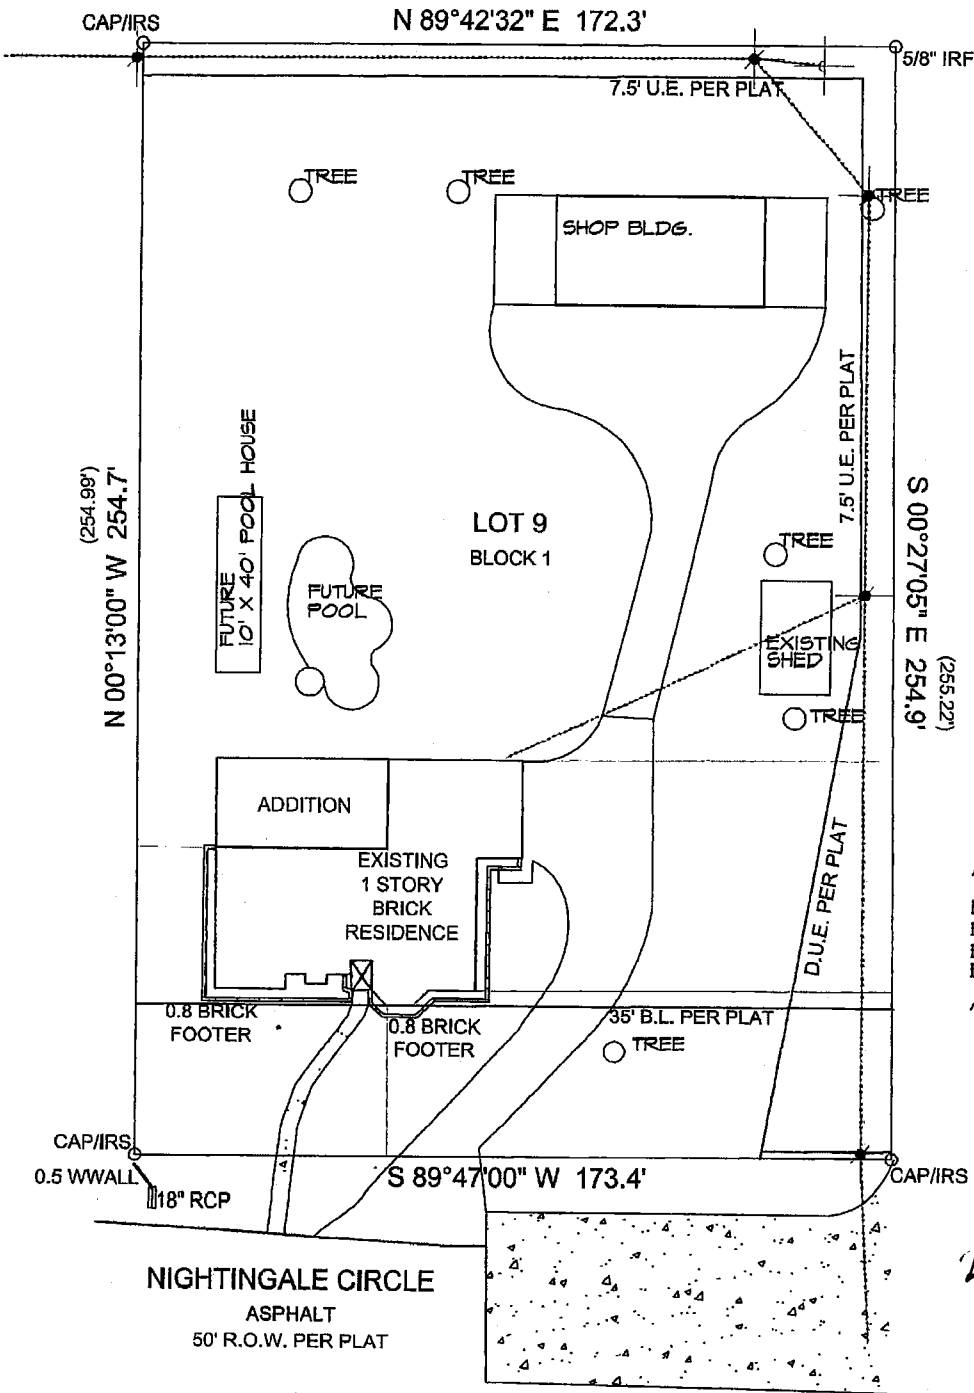 N 89°42'32" E 172.3'
CAP/IRS
5/8" IRF
7.5' U.E. PER PLAT
TREE
TREE
TREE
SHOP BLDG.
7.5' U.E. PER PLAT
(254.99')
N 00°13'00" W 254.7'
FUTURE
10' X 40' POOL HOUSE
FUTURE
POOL
LOT 9
BLOCK 1
TREE
EXISTING
SHED
TREE
S 00°27'05" E 254.9'
(255.22')
ADDITION
EXISTING
1 STORY
BRICK
RESIDENCE
D.U.E. PER PLAT
0.8 BRICK
FOOTER
0.8 BRICK
FOOTER
35' B.L. PER PLAT
TREE
CAP/IRS
0.5 WWALL
18" RCP
S 89°47'00" W 173.4'
CAP/IRS
NIGHTINGALE CIRCLE
ASPHALT
50' R.O.W. PER PLAT